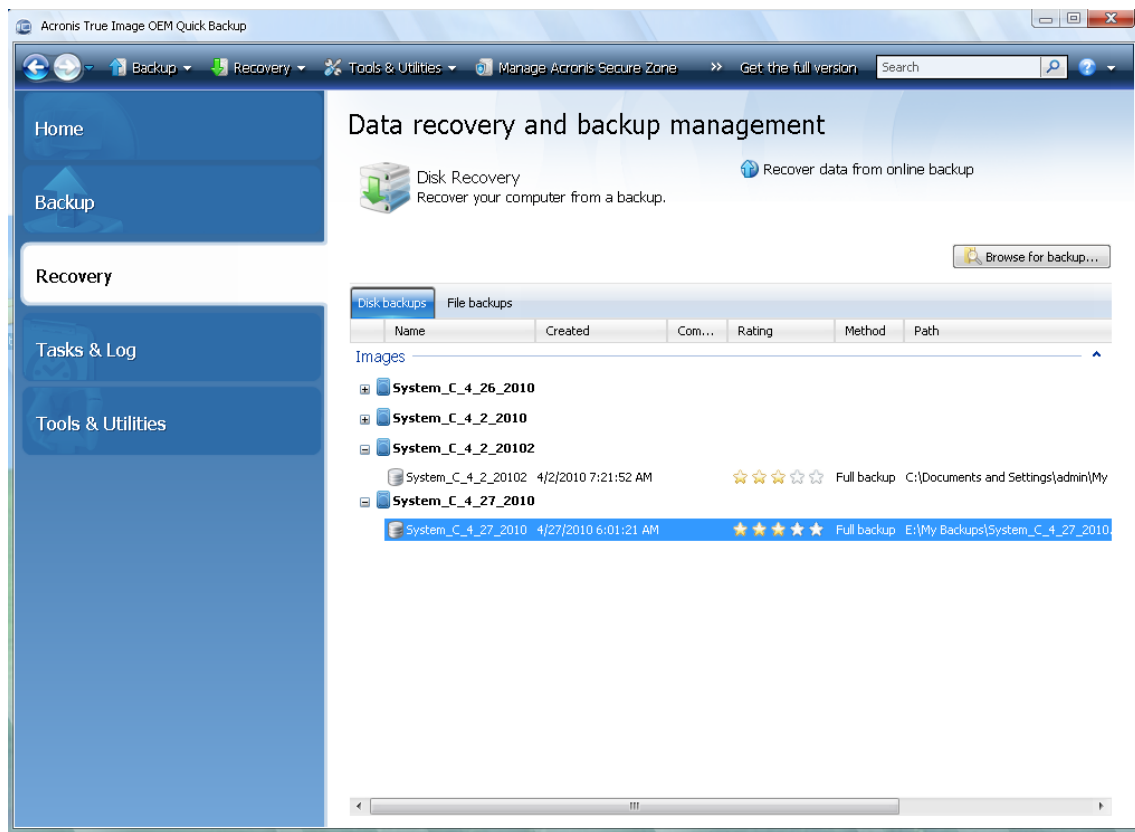 Acronis True Image OEM Quick Backup
Backup Recovery Tools & Utilities Manage Acronis Secure Zone >> Get the full version Search
Home
Backup
Recovery
Tasks & Log
Tools & Utilities
Data recovery and backup management
Disk Recovery
Recover your computer from a backup.
Recover data from online backup
Browse for backup...
Disk backups File backups
Name Created Com... Rating Method Path
Images
System_C_4_26_2010
System_C_4_2_2010
System_C_4_2_20102
System_C_4_2_20102 4/2/2010 7:21:52 AM Full backup C:\Documents and Settings\admin\My
System_C_4_27_2010
System_C_4_27_2010 4/27/2010 6:01:21 AM Full backup E:\My Backups\System_C_4_27_2010.